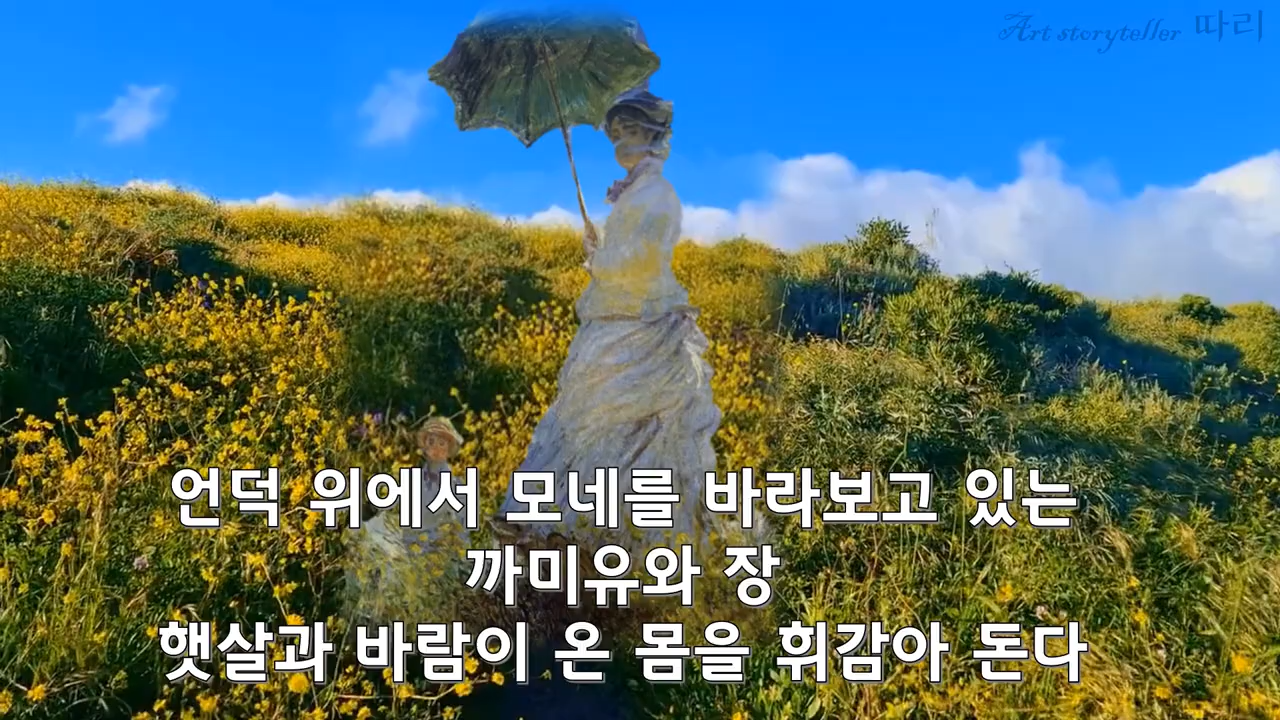 Art storyteller 따리
언덕 위에서 모네를 바라보고 있는
까미유와 장
햇살과 바람이 온 몸을 휘감아 돈다